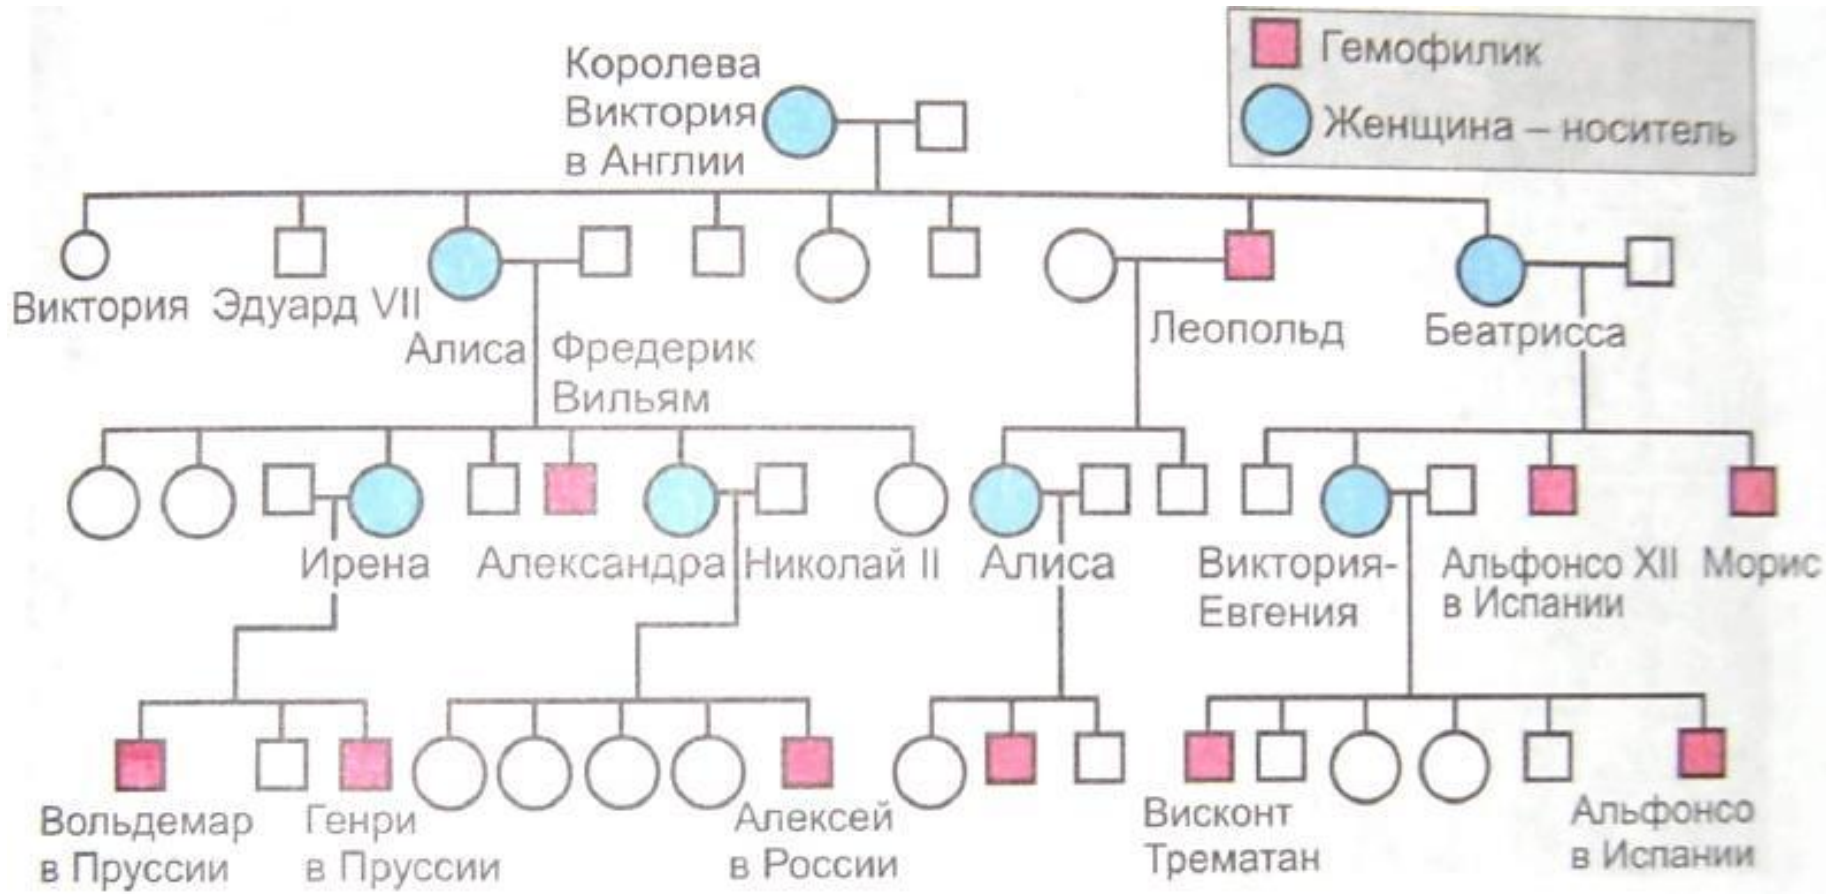 Королева
Виктория
в Англии
Гемофилик
Женщина – носитель
Виктория
Эдуард VII
Алиса
Фредерик
Вильям
Леопольд
Беатрисса
Ирена
Александра
Николай II
Алиса
Виктория-
Евгения
Альфонсо XII
в Испании
Морис
Вольдемар
в Пруссии
Генри
в Пруссии
Алексей
в России
Висконт
Трематан
Альфонсо
в Испании